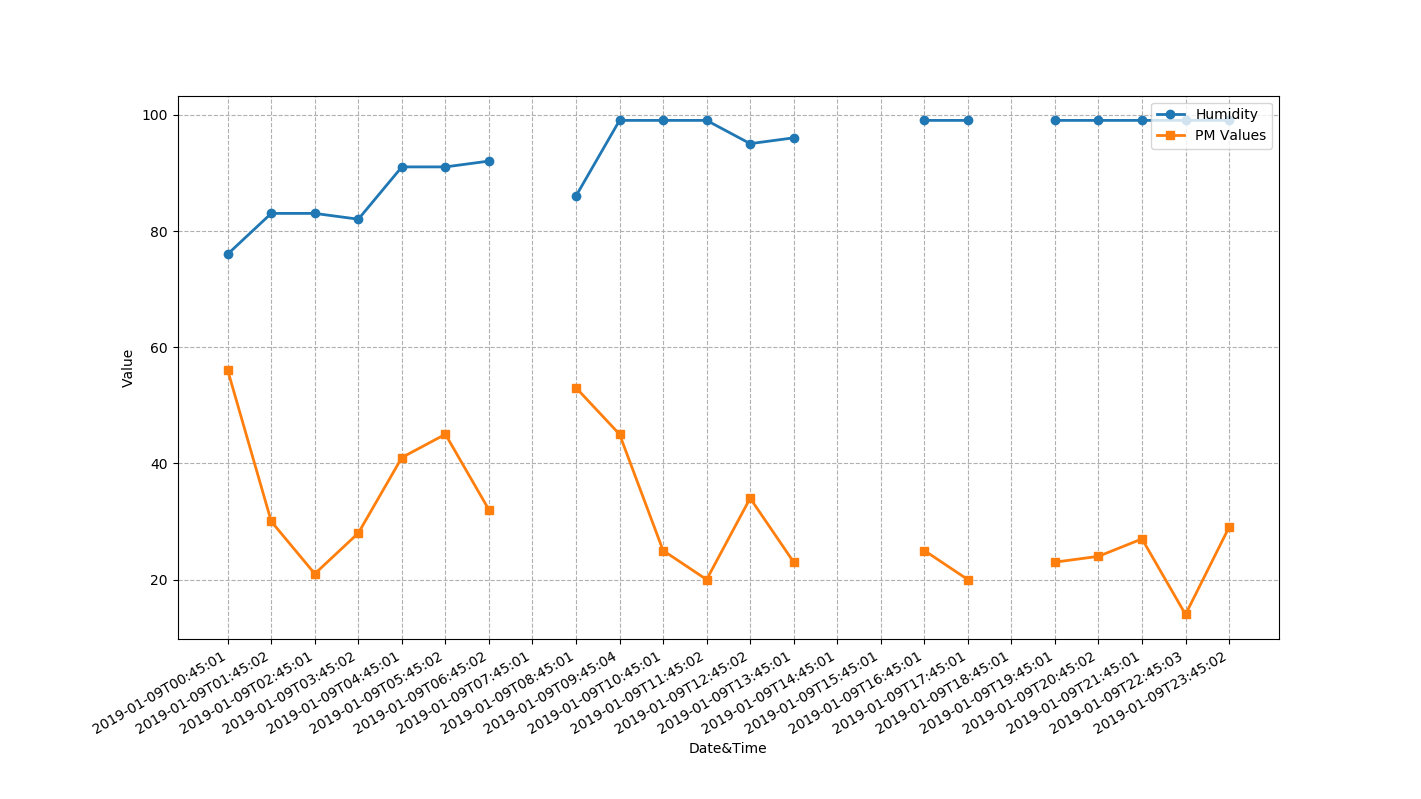 Humidity
PM Values
100
80
60
40
20
Value
2019-01-09T00:45:01
2019-01-09T01:45:02
2019-01-09T02:45:01
2019-01-09T03:45:02
2019-01-09T04:45:01
2019-01-09T05:45:02
2019-01-09T06:45:02
2019-01-09T07:45:01
2019-01-09T08:45:01
2019-01-09T09:45:04
2019-01-09T10:45:01
2019-01-09T11:45:02
2019-01-09T12:45:02
2019-01-09T13:45:01
2019-01-09T14:45:01
2019-01-09T15:45:01
2019-01-09T16:45:01
2019-01-09T17:45:01
2019-01-09T18:45:01
2019-01-09T19:45:01
2019-01-09T20:45:02
2019-01-09T21:45:01
2019-01-09T22:45:03
2019-01-09T23:45:02
Date&Time